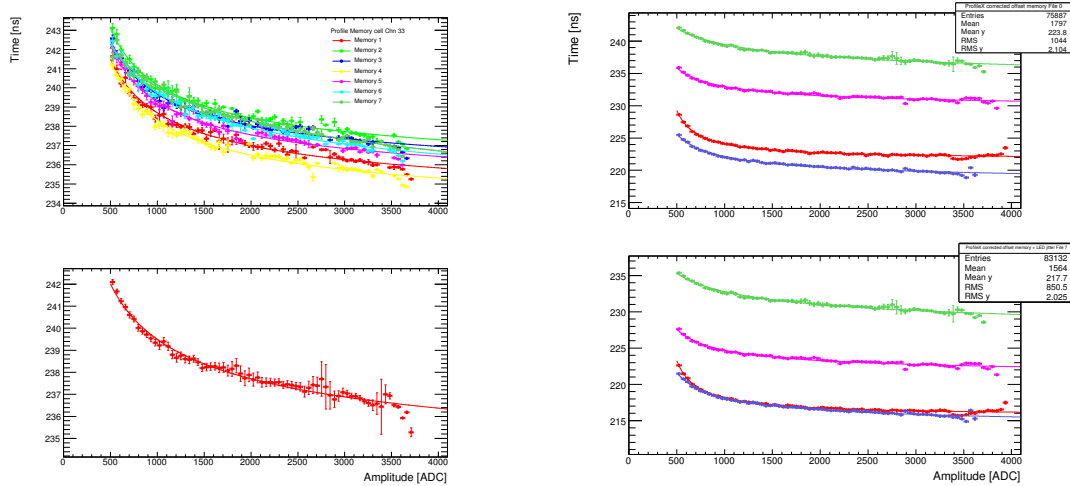 Time [ns]
243
242
241
240
239
238
237
236
235
234
0 500 1000 1500 2000 2500 3000 3500 4000
Profile Memory cell Chn 33
Memory 1
Memory 2
Memory 3
Memory 4
Memory 5
Memory 6
Memory 7
Time [ns]
240
235
230
225
220
215
0 500 1000 1500 2000 2500 3000 3500 4000
ProfileX corrected offset memory File 0
Entries 75887
Mean 1797
Mean y 223.8
RMS 1044
RMS y 2.104
242
241
240
239
238
237
236
235
0 500 1000 1500 2000 2500 3000 3500 4000
Amplitude [ADC]
235
230
225
220
215
0 500 1000 1500 2000 2500 3000 3500 4000
Amplitude [ADC]
ProfileX corrected offset memory + LED jitter File 7
Entries 83132
Mean 1564
Mean y 217.7
RMS 850.5
RMS y 2.025